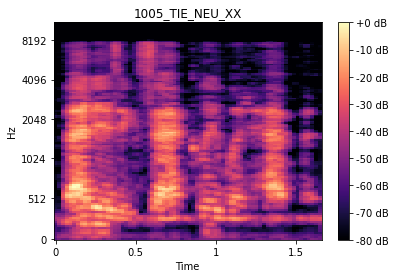 1005_TIE_NEU_XX
8192
4096
2048
1024
512
0
Hz
0
0.5
1
1.5
Time
+0 dB
-10 dB
-20 dB
-30 dB
-40 dB
-50 dB
-60 dB
-70 dB
-80 dB